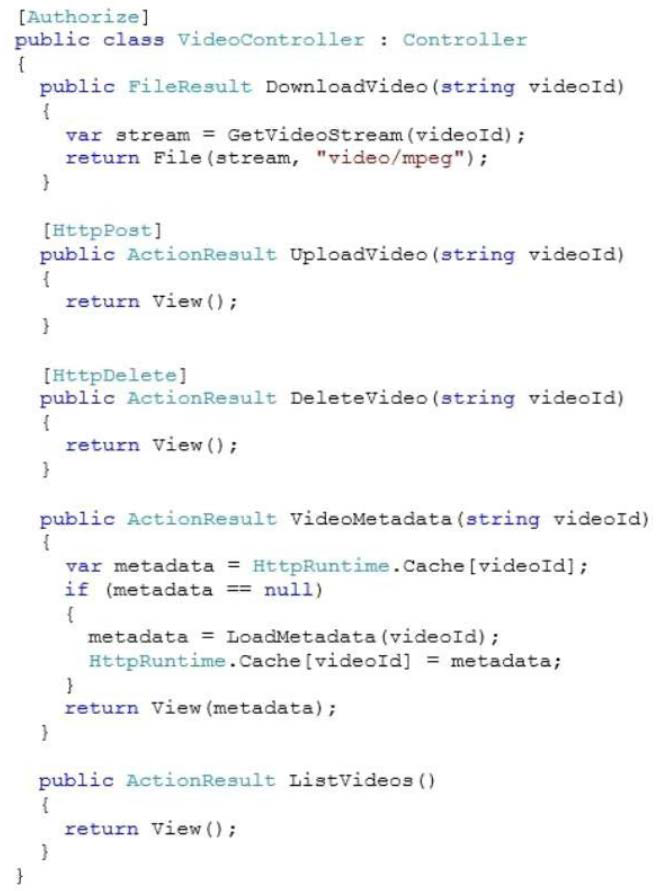 [Authorize]
public class VideoController : Controller
{
  public FileResult DownloadVideo(string videoId)
  {
    var stream = GetVideoStream(videoId);
    return File(stream, "video/mpeg");
  }

  [HttpPost]
  public ActionResult UploadVideo(string videoId)
  {
    return View();
  }

  [HttpDelete]
  public ActionResult DeleteVideo(string videoId)
  {
    return View();
  }

  public ActionResult VideoMetadata(string videoId)
  {
    var metadata = HttpRuntime.Cache[videoId];
    if (metadata == null)
    {
      metadata = LoadMetadata(videoId);
      HttpRuntime.Cache[videoId] = metadata;
    }
    return View(metadata);
  }

  public ActionResult ListVideos()
  {
    return View();
  }
}